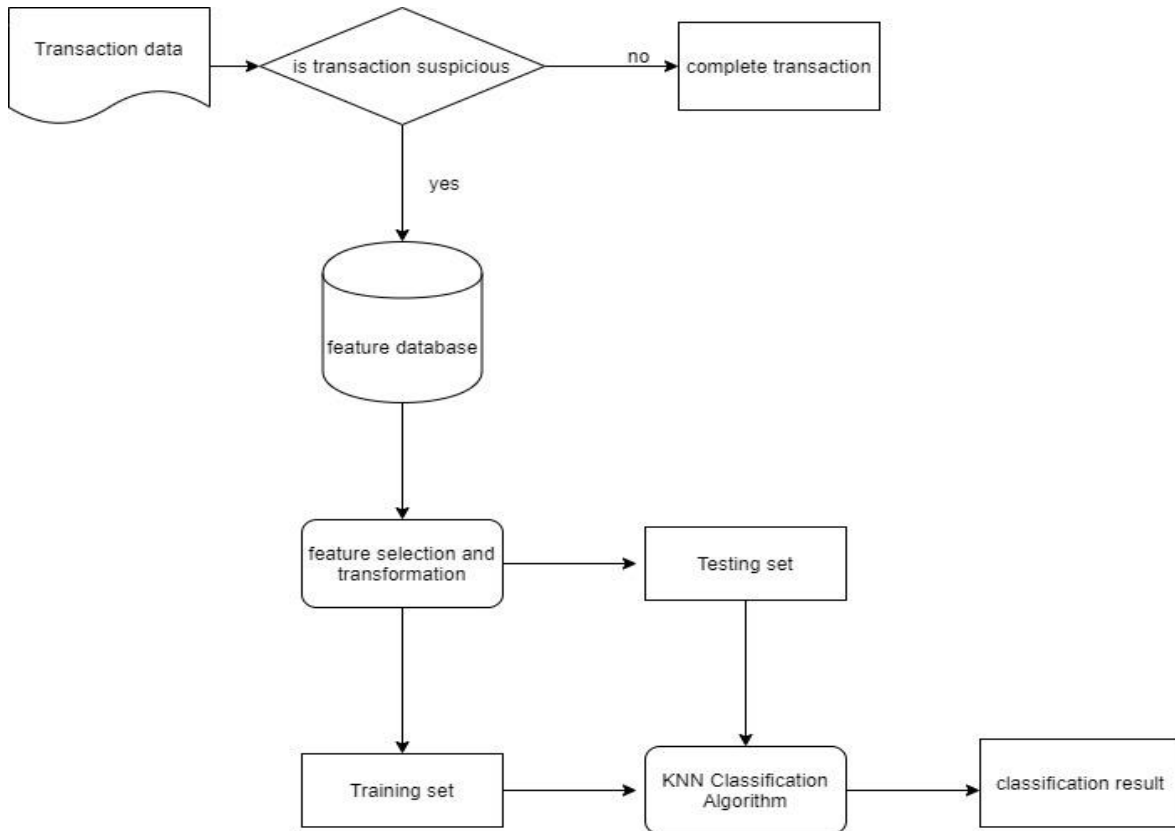 Transaction data
is transaction suspicious
no
complete transaction
yes
feature database
feature selection and
transformation
Testing set
Training set
KNN Classification
Algorithm
classification result